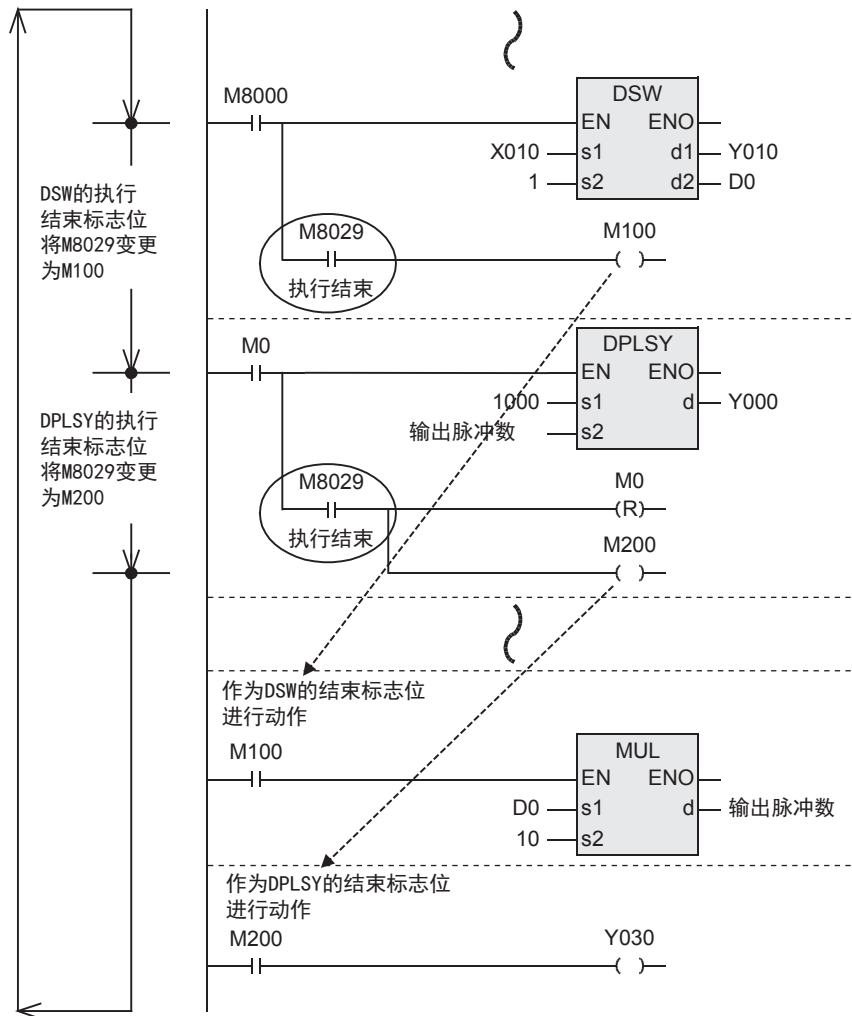 M8000
DSW
EN ENO
X010 s1 d1 Y010
1 s2 d2 D0
DSW的执行
结束标志位
将M8029变更
为M100
M8029
执行结束
M100
M0
DPLSY
EN ENO
1000 s1 d Y000
输出脉冲数 s2
DPLSY的执行
结束标志位
将M8029变更
为M200
M8029
执行结束
M0
(R)
M200
作为DSW的结束标志位
进行动作
M100
MUL
EN ENO
D0 s1 d 输出脉冲数
10 s2
作为DPLSY的结束标志位
进行动作
M200
Y030